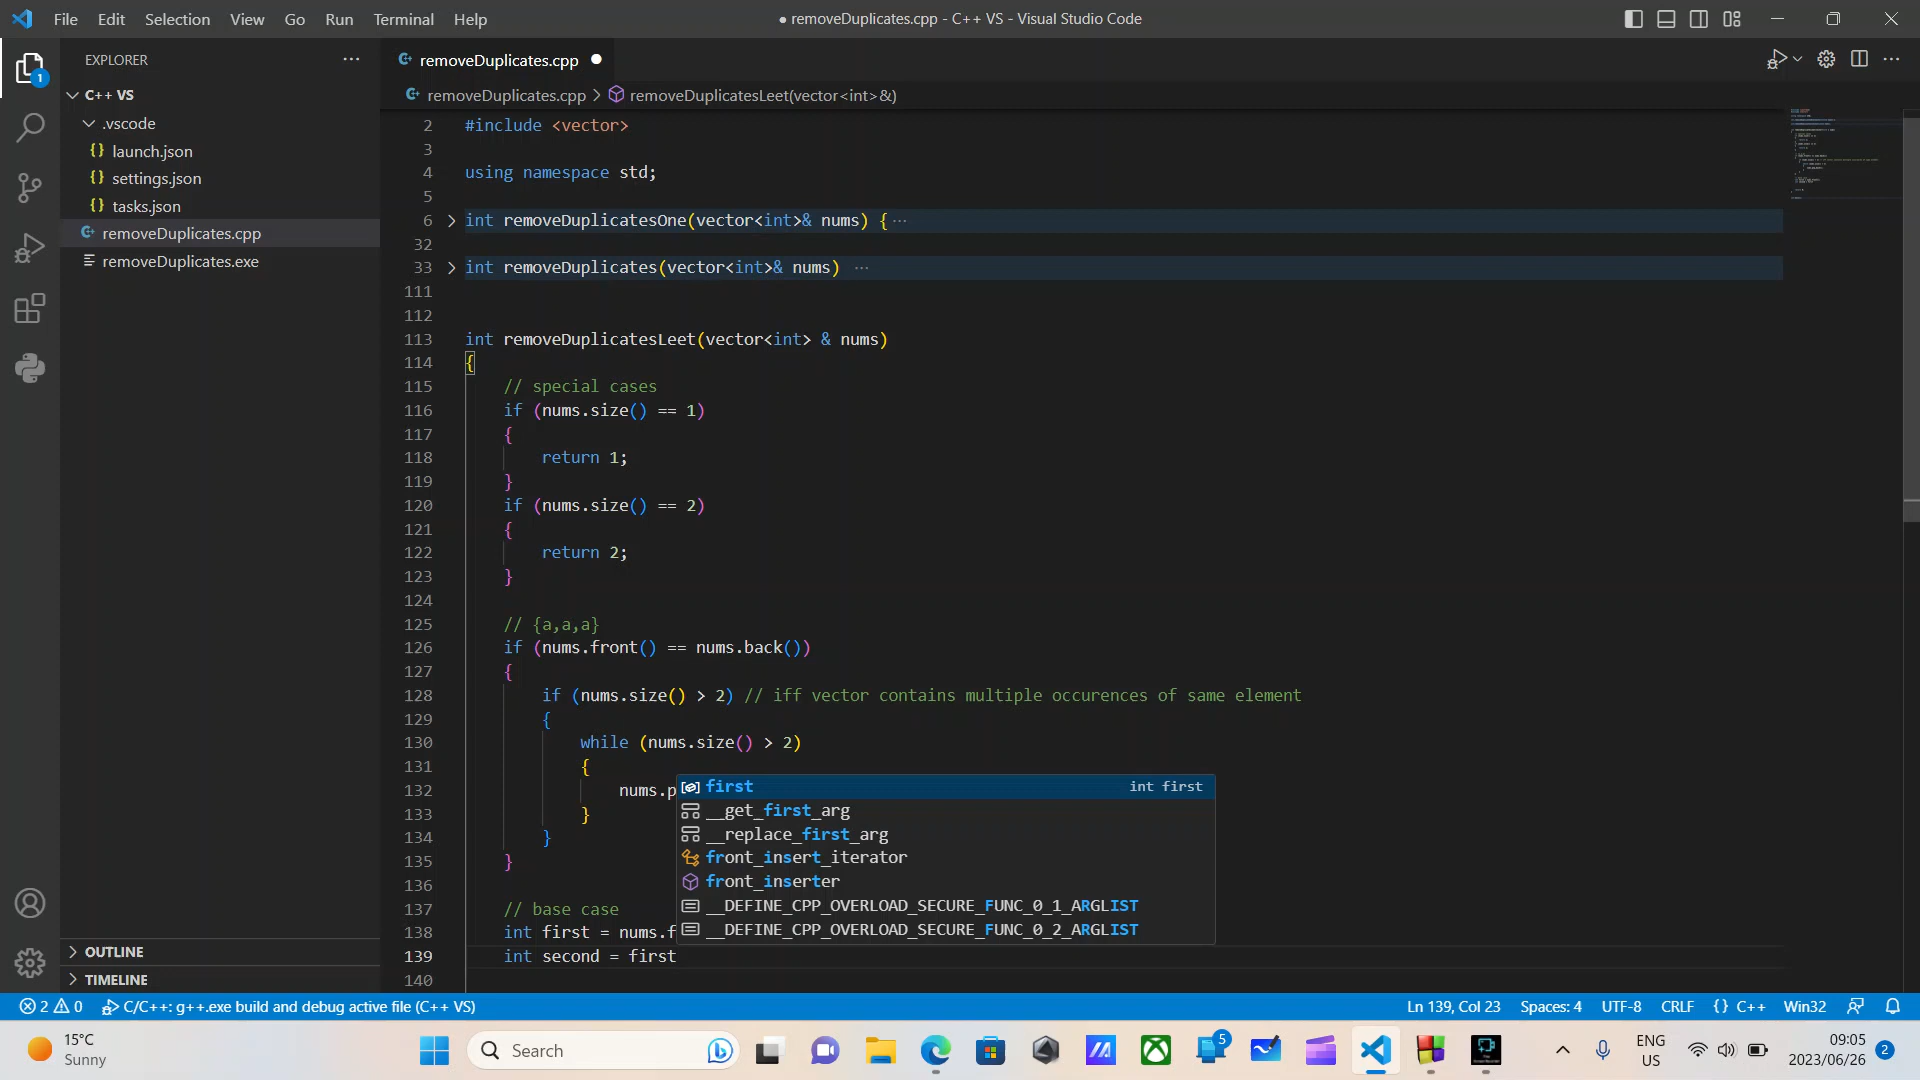 File Edit Selection View Go Run Terminal Help
● removeDuplicates.cpp - C++ VS - Visual Studio Code
EXPLORER
C++ VS
.vscode
launch.json
settings.json
tasks.json
removeDuplicates.cpp
removeDuplicates.exe
OUTLINE
TIMELINE
1
removeDuplicates.cpp
removeDuplicates.cpp > removeDuplicatesLeet(vector<int>&)
2 #include <vector>
3
4 using namespace std;
5
6 int removeDuplicatesOne(vector<int>& nums) { ···
32
33 int removeDuplicates(vector<int>& nums) ···
111
112
113 int removeDuplicatesLeet(vector<int> & nums)
114 {
115 // special cases
116 if (nums.size() == 1)
117 {
118 return 1;
119 }
120 if (nums.size() == 2)
121 {
122 return 2;
123 }
124
125 // {a,a,a}
126 if (nums.front() == nums.back())
127 {
128 if (nums.size() > 2) // iff vector contains multiple occurences of same element
129 {
130 while (nums.size() > 2)
131 {
132 nums.p
133 }
134 }
135 }
136
137 // base case
138 int first = nums.f
139 int second = first
140
first int first
__get_first_arg
__replace_first_arg
front_insert_iterator
front_inserter
__DEFINE_CPP_OVERLOAD_SECURE_FUNC_0_1_ARGLIST
__DEFINE_CPP_OVERLOAD_SECURE_FUNC_0_2_ARGLIST
2 0 C/C++: g++.exe build and debug active file (C++ VS)
Ln 139, Col 23 Spaces: 4 UTF-8 CRLF {} C++ Win32
15°C
Sunny
Search
5
ENG
US
09:05
2023/06/26
2